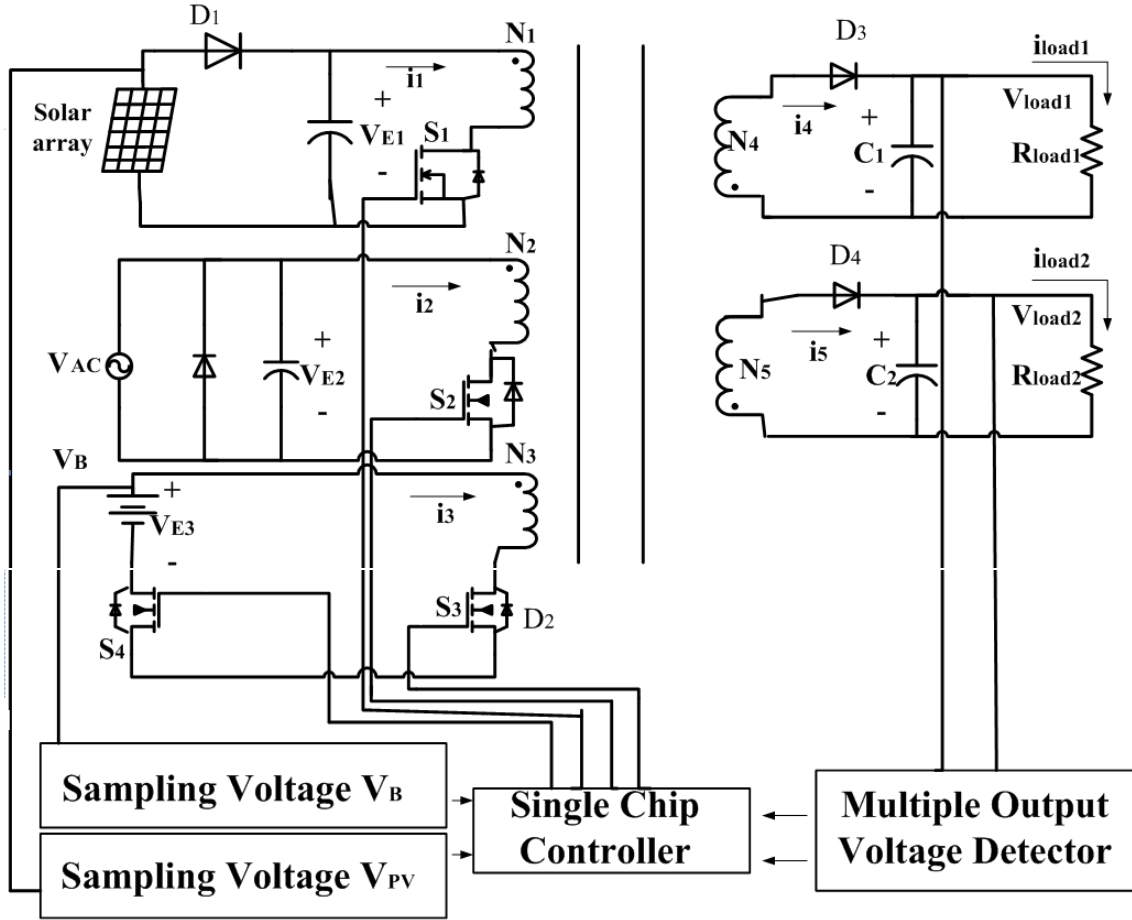 D1
N1
i1
Solar
array
+
VE1
-
S1
D3
iload1
i4
Vload1
N4
+
C1
-
Rload1
N2
i2
VAC
+
VE2
-
S2
D4
iload2
i5
Vload2
N5
+
C2
-
Rload2
VB
N3
+
VE3
-
i3
S4
S3
D2
Sampling Voltage VB
Sampling Voltage VPV
Single Chip
Controller
Multiple Output
Voltage Detector